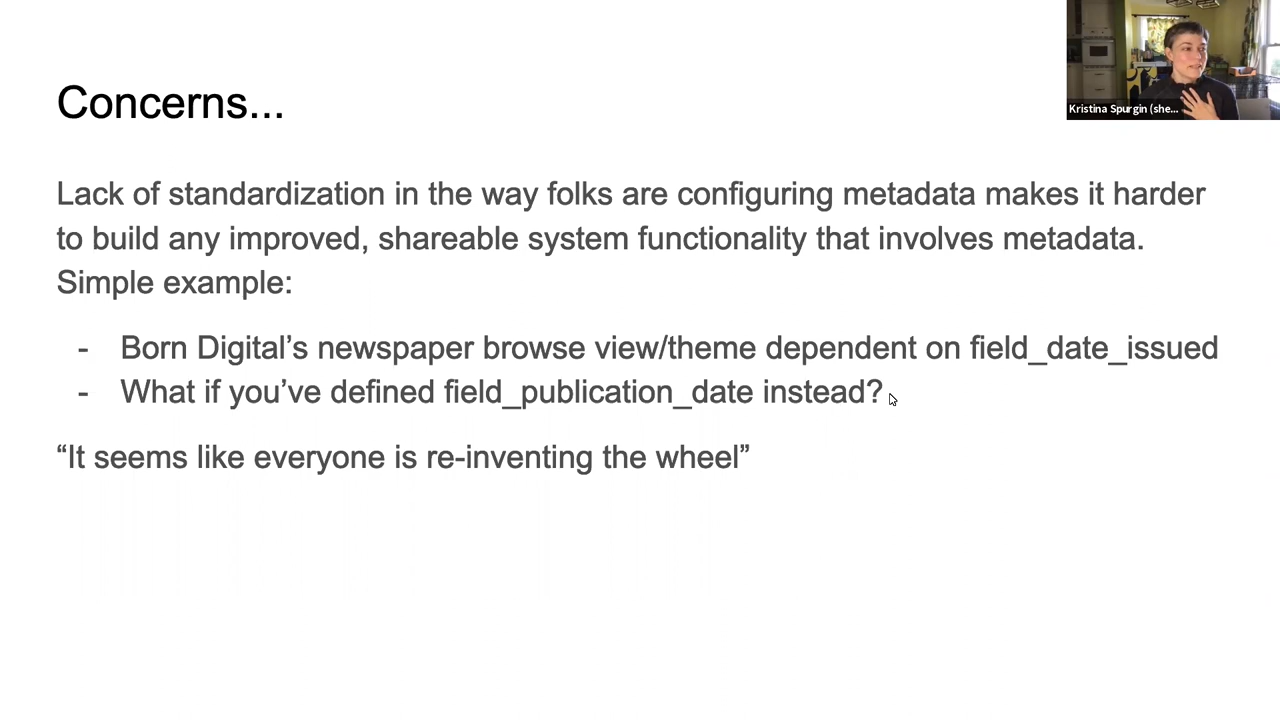 Concerns...
Kristina Spurgin (she...
Lack of standardization in the way folks are configuring metadata makes it harder
to build any improved, shareable system functionality that involves metadata.
Simple example:
- Born Digital’s newspaper browse view/theme dependent on field_date_issued
- What if you’ve defined field_publication_date instead?
“It seems like everyone is re-inventing the wheel”